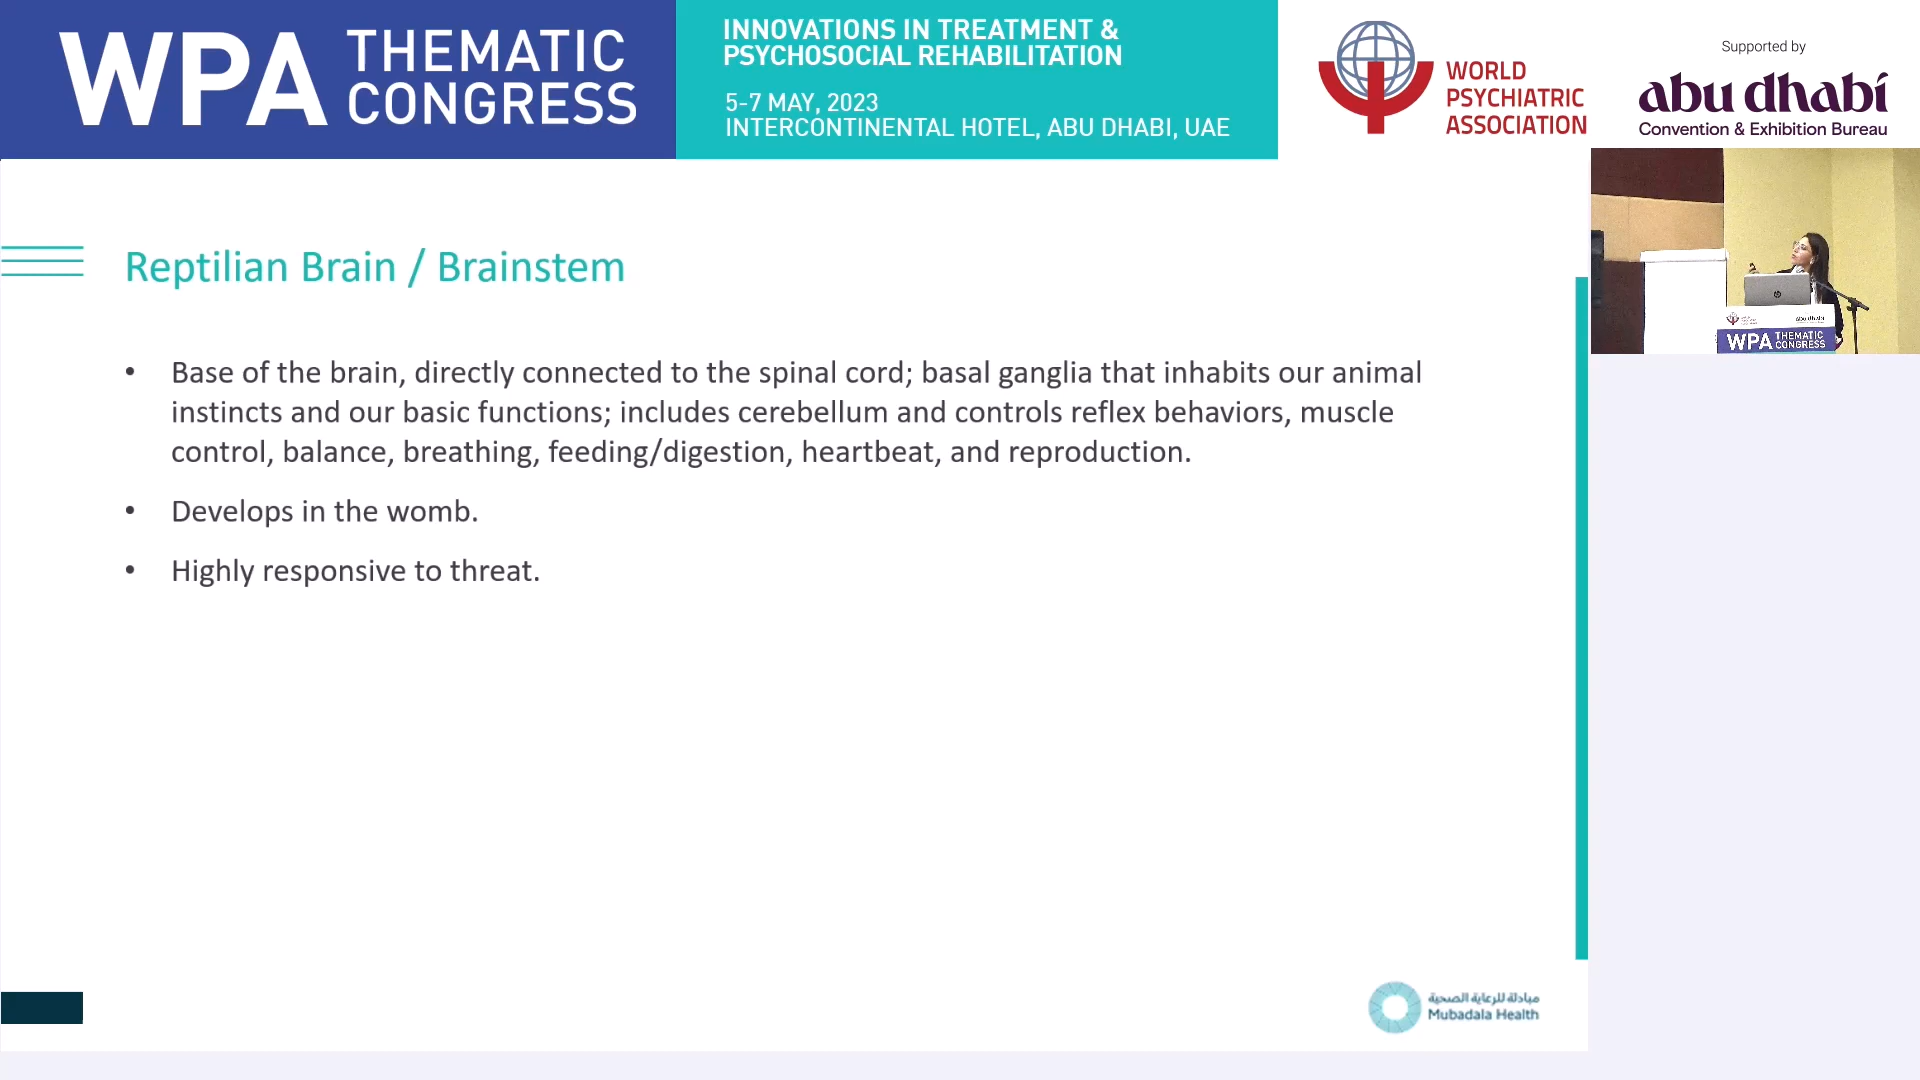 WPA THEMATIC CONGRESS
INNOVATIONS IN TREATMENT &
PSYCHOSOCIAL REHABILITATION
5-7 MAY, 2023
INTERCONTINENTAL HOTEL, ABU DHABI, UAE
WORLD
PSYCHIATRIC
ASSOCIATION
Supported by
abu dhabi
Convention & Exhibition Bureau
Reptilian Brain / Brainstem
• Base of the brain, directly connected to the spinal cord; basal ganglia that inhabits our animal
instincts and our basic functions; includes cerebellum and controls reflex behaviors, muscle
control, balance, breathing, feeding/digestion, heartbeat, and reproduction.
• Develops in the womb.
• Highly responsive to threat.
abu dhabi
WPA THEMATIC CONGRESS
مبادلة للرعاية الصحية
Mubadala Health